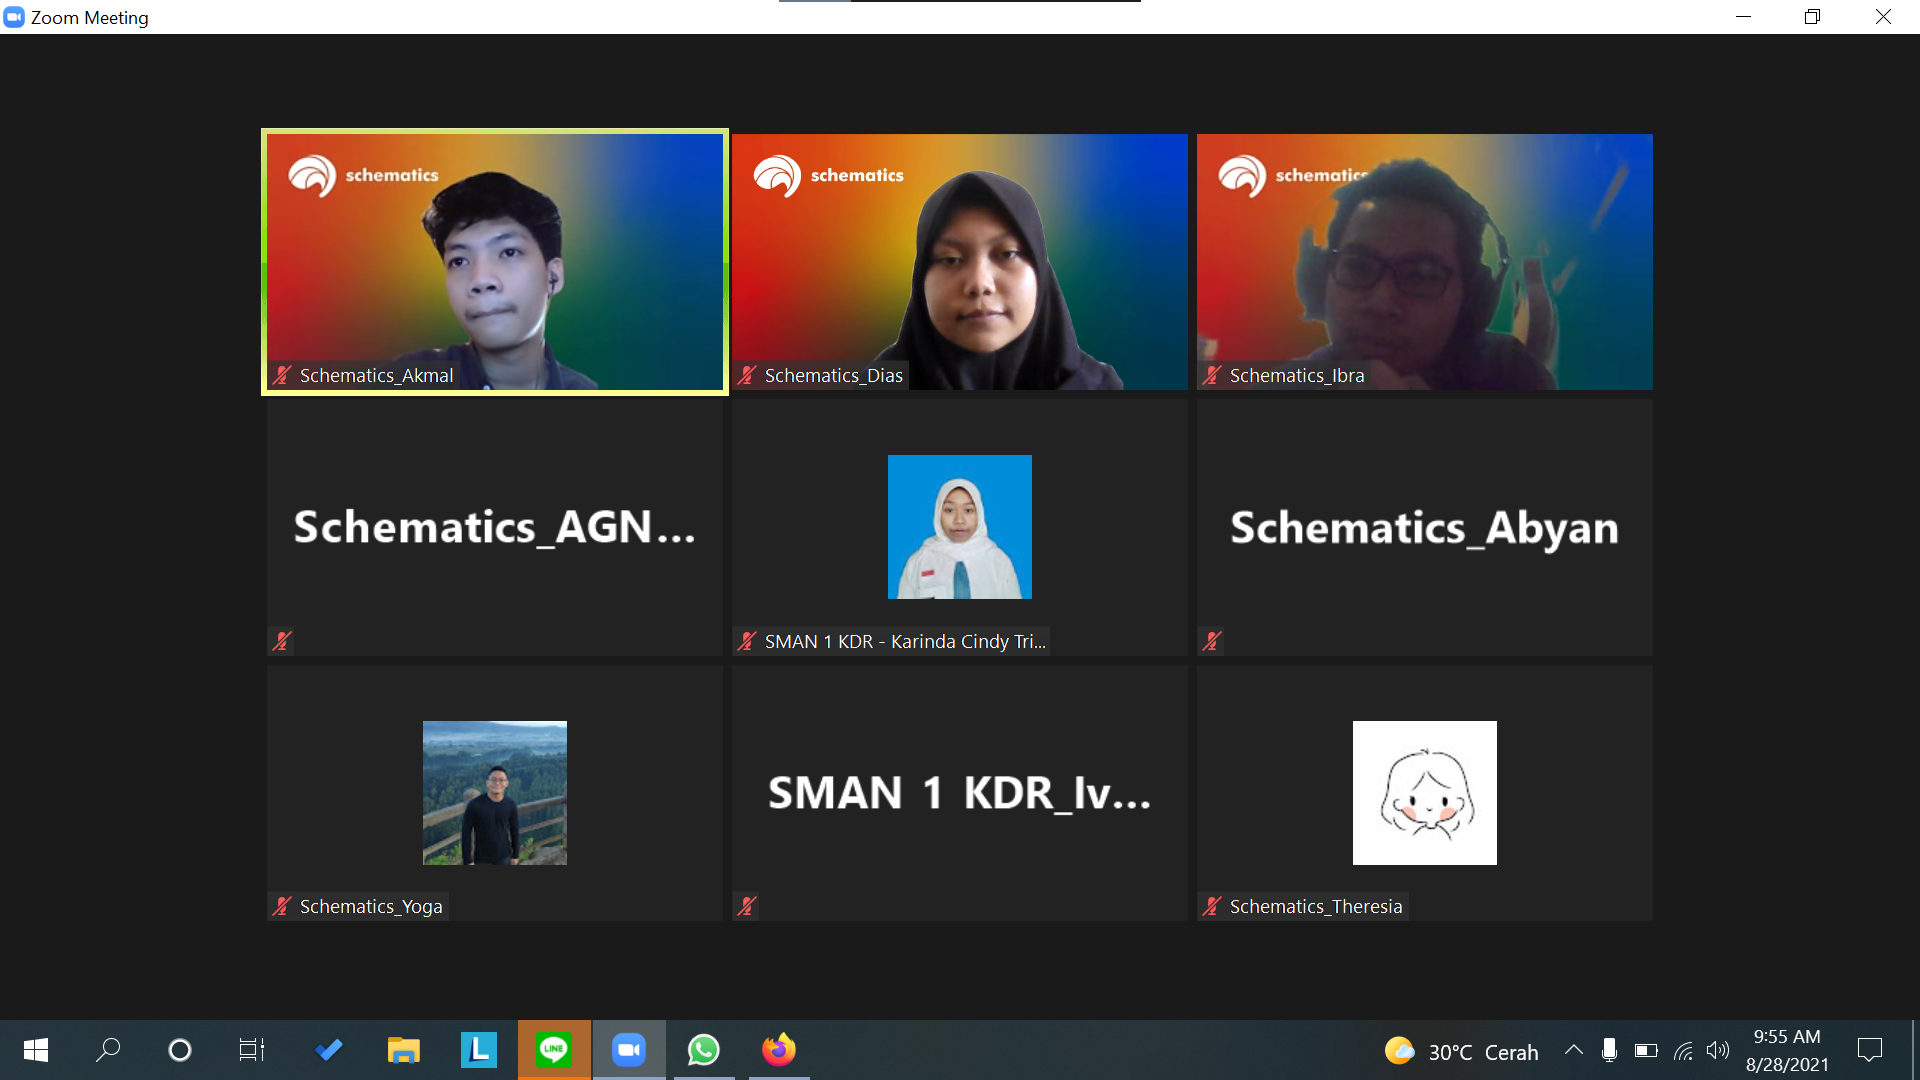 Zoom Meeting
schematics
Schematics_Akmal
schematics
Schematics_Dias
schematics
Schematics_Ibra
Schematics_AGN...
SMAN 1 KDR - Karinda Cindy Tri...
Schematics_Abyan
Schematics_Yoga
SMAN 1 KDR_Iv...
Schematics_Theresia
L
LINE
30°C Cerah
9:55 AM
8/28/2021